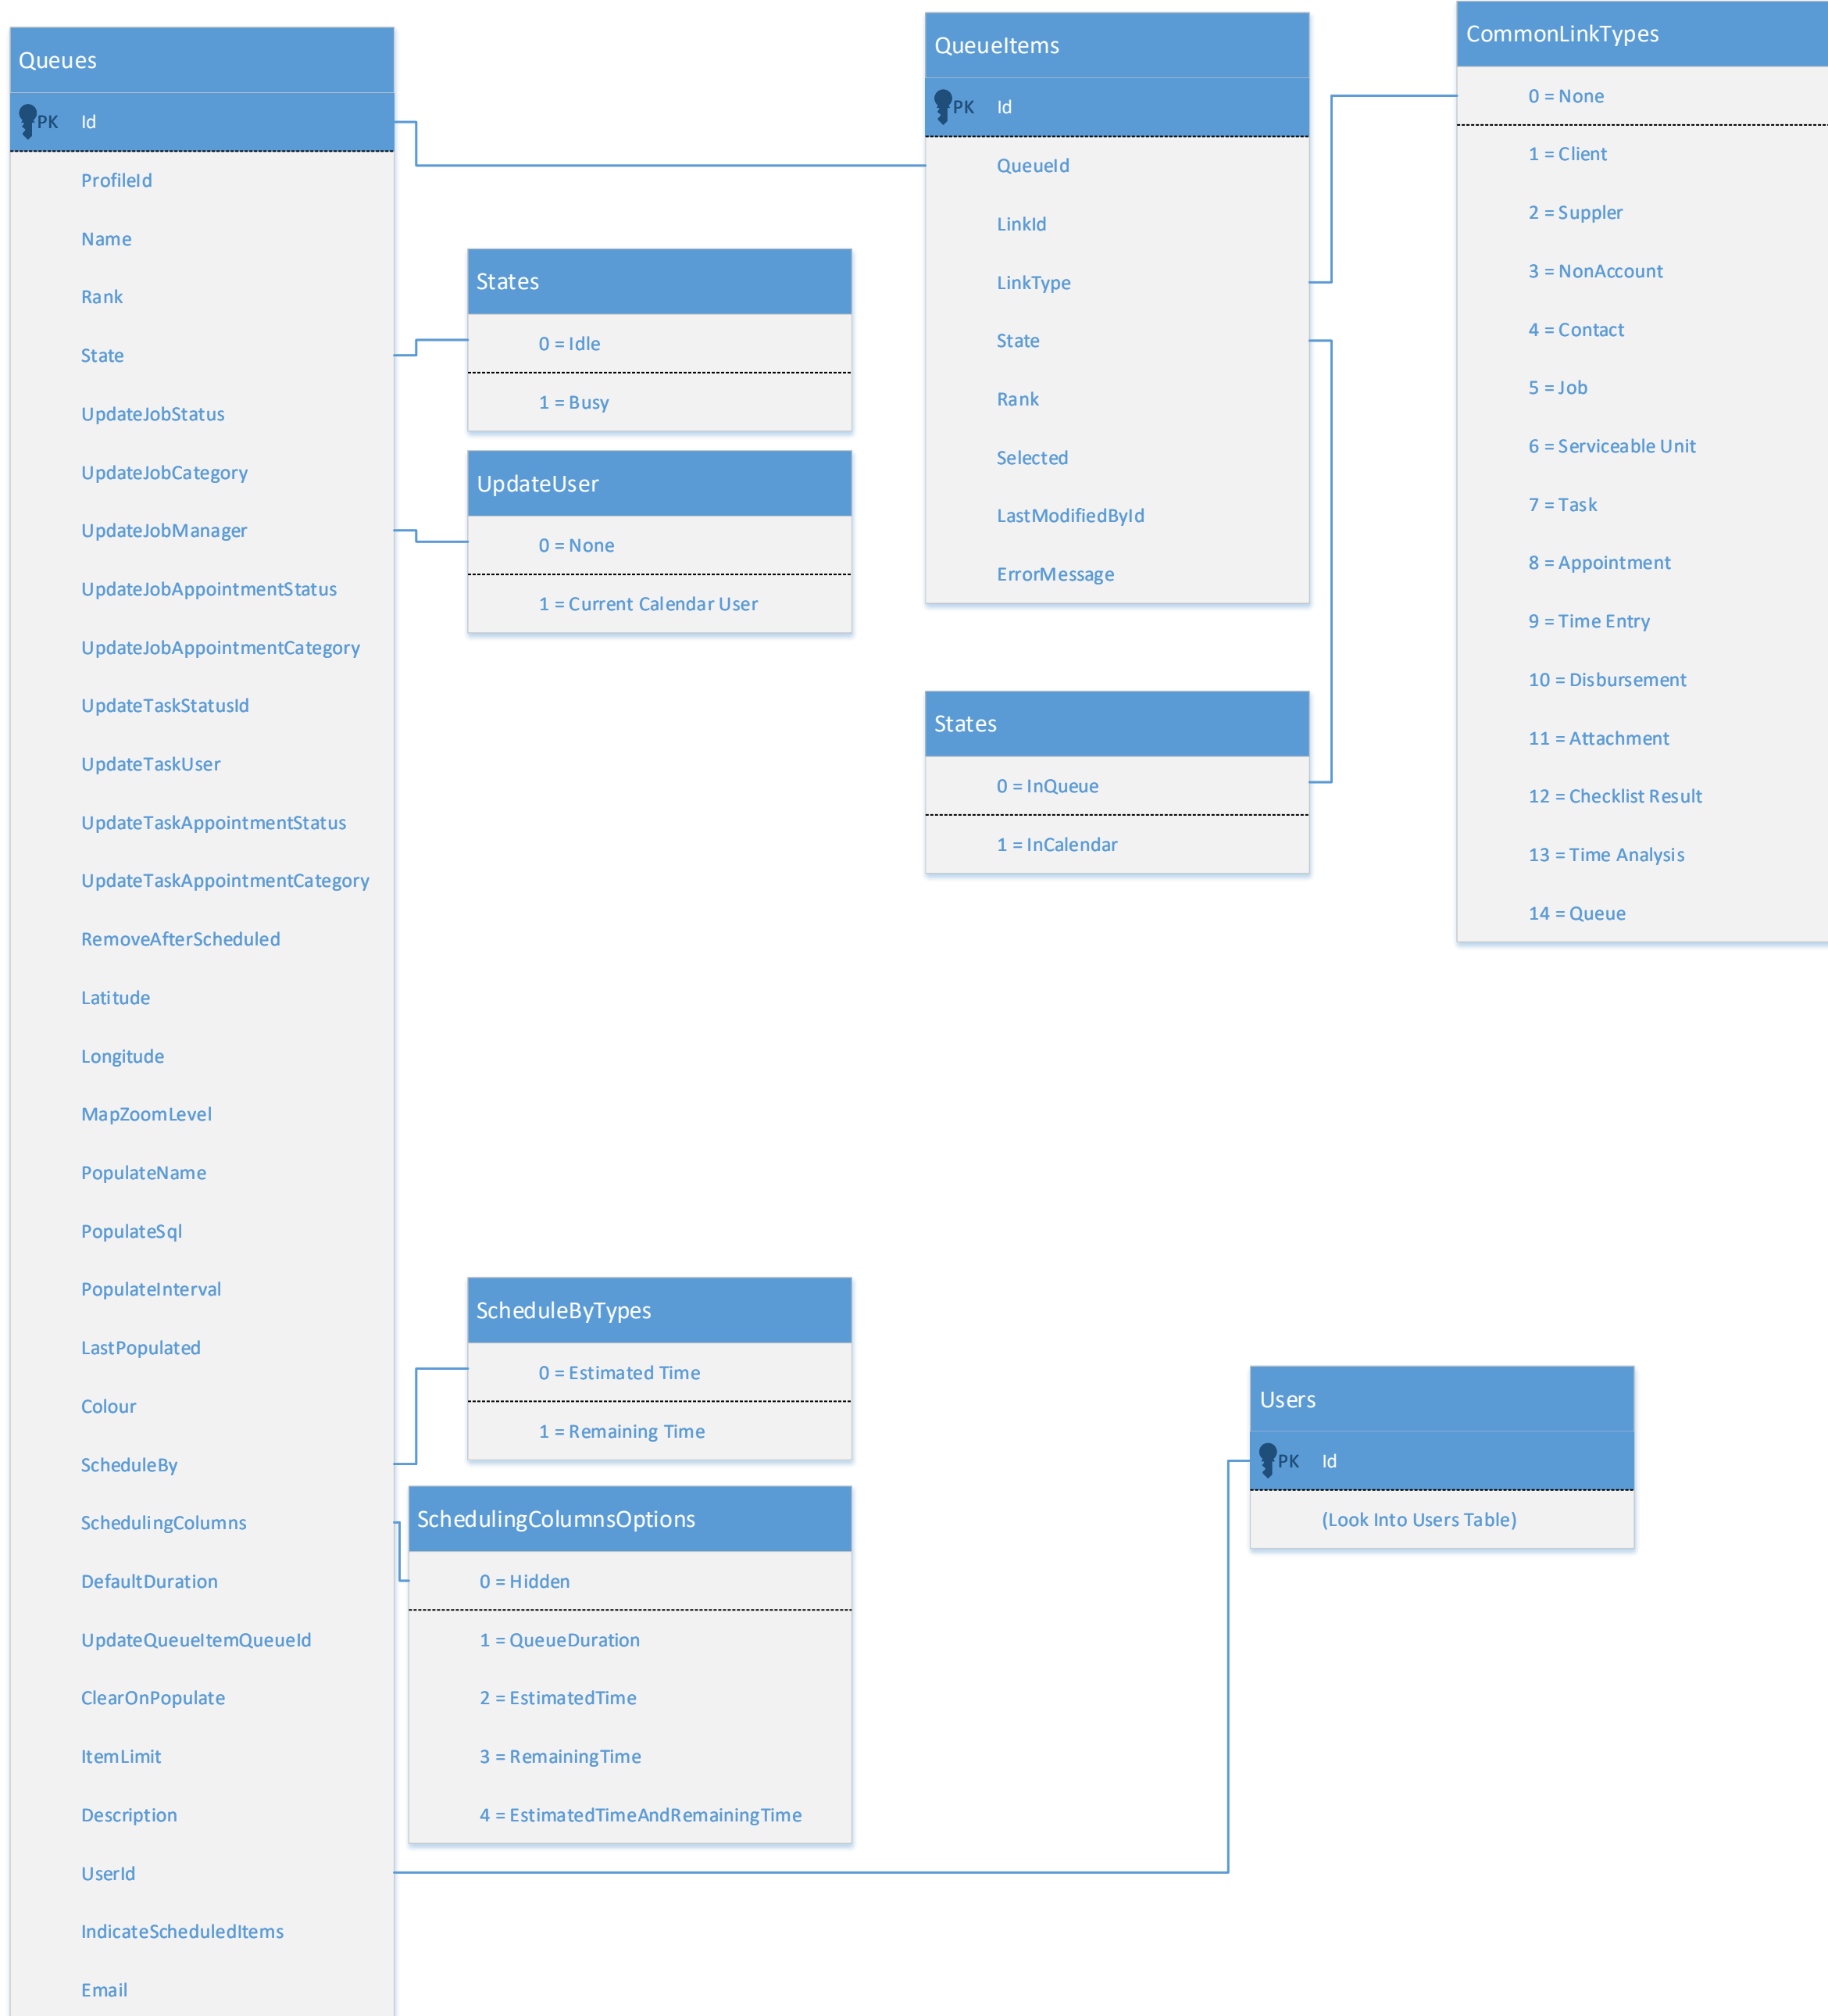 Queues
PK Id
ProfileId
Name
Rank
State
UpdateJobStatus
UpdateJobCategory
UpdateJobManager
UpdateJobAppointmentStatus
UpdateJobAppointmentCategory
UpdateTaskStatusId
UpdateTaskUser
UpdateTaskAppointmentStatus
UpdateTaskAppointmentCategory
RemoveAfterScheduled
Latitude
Longitude
MapZoomLevel
PopulateName
PopulateSql
PopulateInterval
LastPopulated
Colour
ScheduleBy
SchedulingColumns
DefaultDuration
UpdateQueueItemQueueId
ClearOnPopulate
ItemLimit
Description
UserId
IndicateScheduledItems
Email
States
0 = Idle
1 = Busy
UpdateUser
0 = None
1 = Current Calendar User
ScheduleByTypes
0 = Estimated Time
1 = Remaining Time
SchedulingColumnsOptions
0 = Hidden
1 = QueueDuration
2 = EstimatedTime
3 = RemainingTime
4 = EstimatedTimeAndRemainingTime
QueueItems
PK Id
QueueId
LinkId
LinkType
State
Rank
Selected
LastModifiedById
ErrorMessage
States
0 = InQueue
1 = InCalendar
Users
PK Id
(Look Into Users Table)
CommonLinkTypes
0 = None
1 = Client
2 = Suppler
3 = NonAccount
4 = Contact
5 = Job
6 = Serviceable Unit
7 = Task
8 = Appointment
9 = Time Entry
10 = Disbursement
11 = Attachment
12 = Checklist Result
13 = Time Analysis
14 = Queue